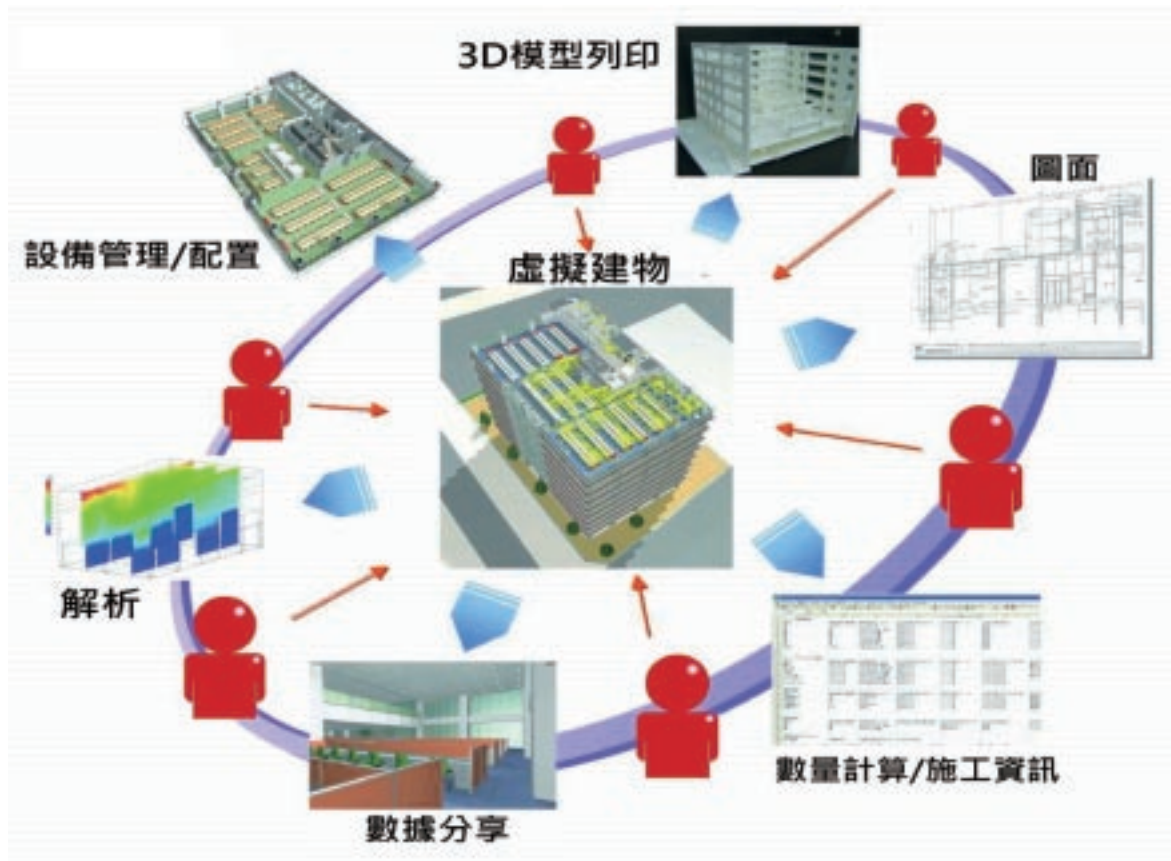 3D模型列印
圖面
設備管理/配置
虛擬建物
解析
數量計算/施工資訊
數據分享